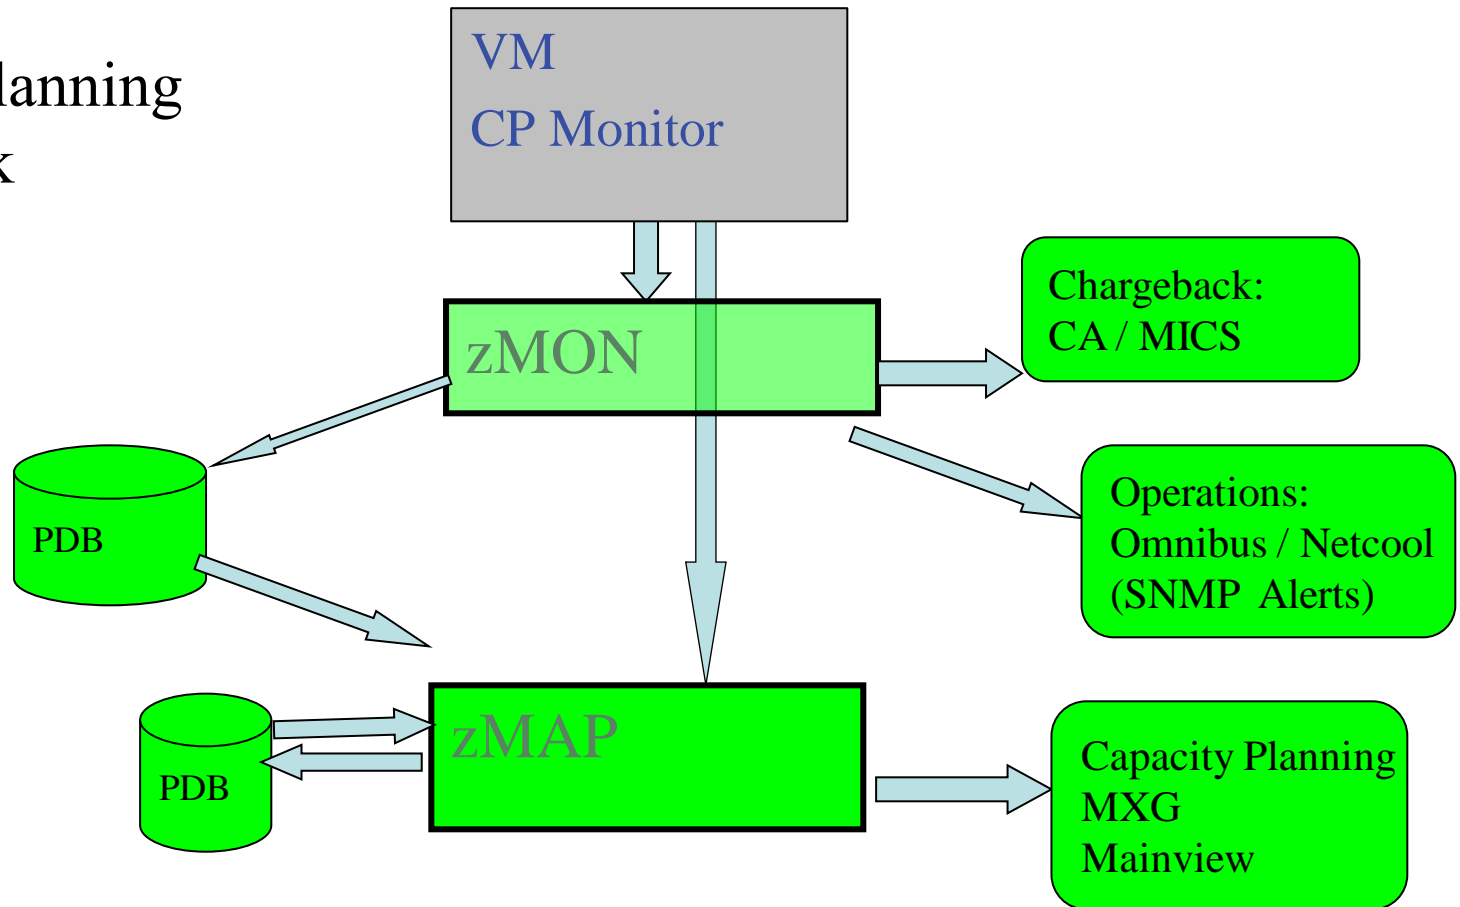 lanning
k
VM
CP Monitor
zMON
Chargeback:
CA / MICS
PDB
Operations:
Omnibus / Netcool
(SNMP Alerts)
zMAP
PDB
Capacity Planning
MXG
Mainview